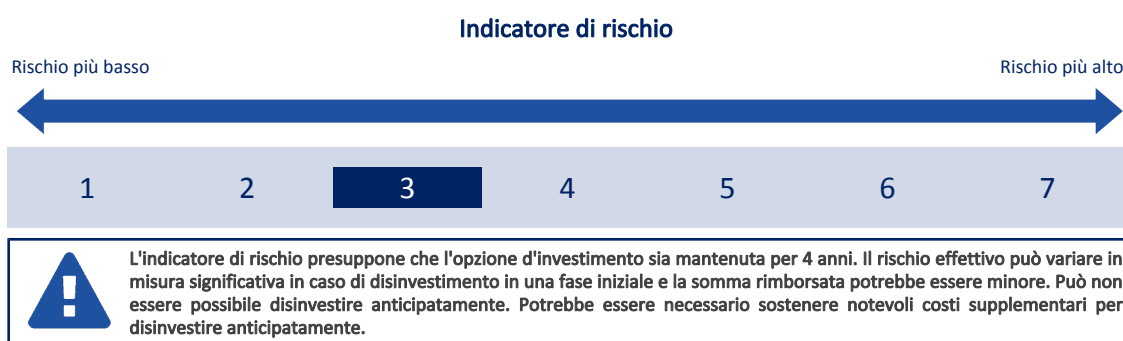 Indicatore di rischio
Rischio più basso
Rischio più alto
1 2 3 4 5 6 7
L'indicatore di rischio presuppone che l'opzione d'investimento sia mantenuta per 4 anni. Il rischio effettivo può variare in
misura significativa in caso di disinvestimento in una fase iniziale e la somma rimborsata potrebbe essere minore. Può non
essere possibile disinvestire anticipatamente. Potrebbe essere necessario sostenere notevoli costi supplementari per
disinvestire anticipatamente.